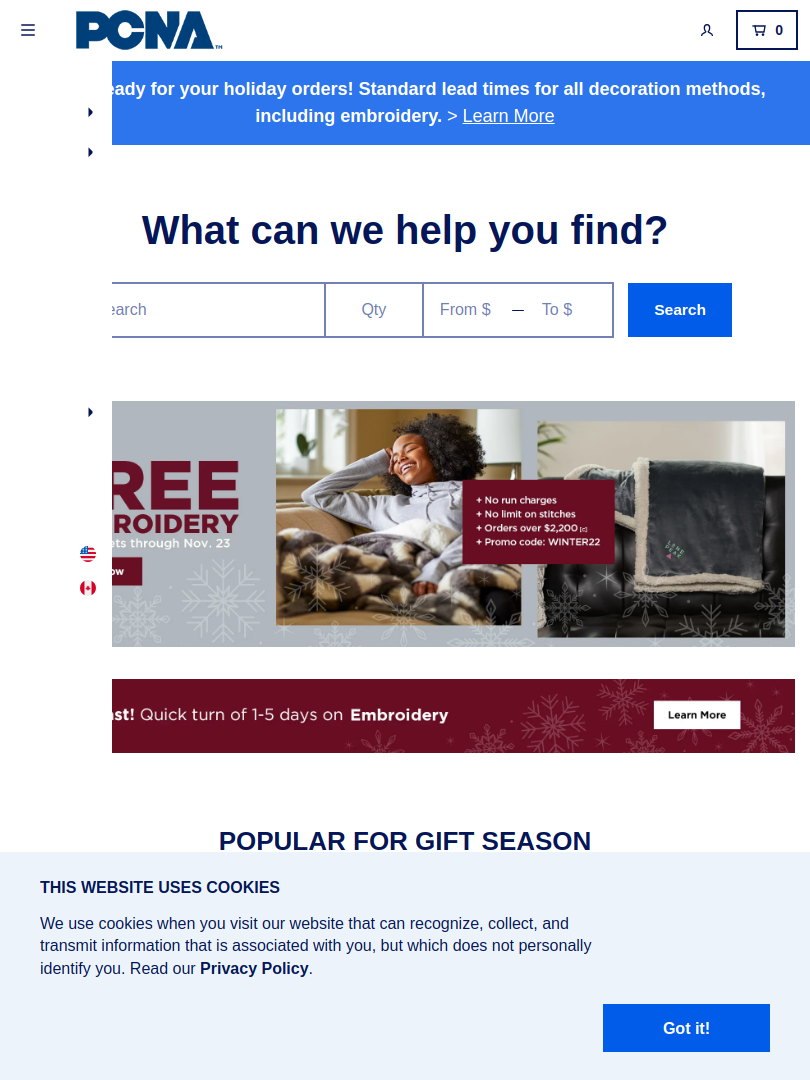 PCNA™
0
eady for your holiday orders! Standard lead times for all decoration methods,
including embroidery. > Learn More
What can we help you find?
earch
Qty
From $ — To $
Search
REE
ROIDERY
ets through Nov. 23
ow
+ No run charges
+ No limit on stitches
+ Orders over $2,200 [C]
+ Promo code: WINTER22
st! Quick turn of 1-5 days on Embroidery
Learn More
POPULAR FOR GIFT SEASON
THIS WEBSITE USES COOKIES
We use cookies when you visit our website that can recognize, collect, and
transmit information that is associated with you, but which does not personally
identify you. Read our Privacy Policy.
Got it!